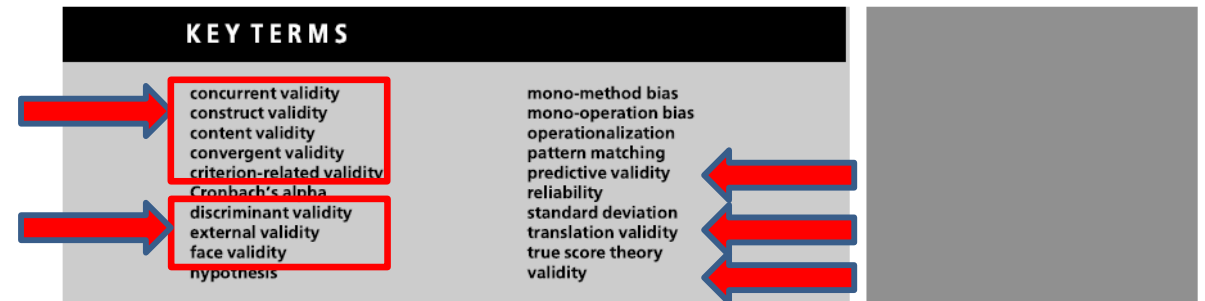 KEY TERMS
concurrent validity
construct validity
content validity
convergent validity
criterion-related validity
Cronbach's alpha
discriminant validity
external validity
face validity
hypothesis
mono-method bias
mono-operation bias
operationalization
pattern matching
predictive validity
reliability
standard deviation
translation validity
true score theory
validity